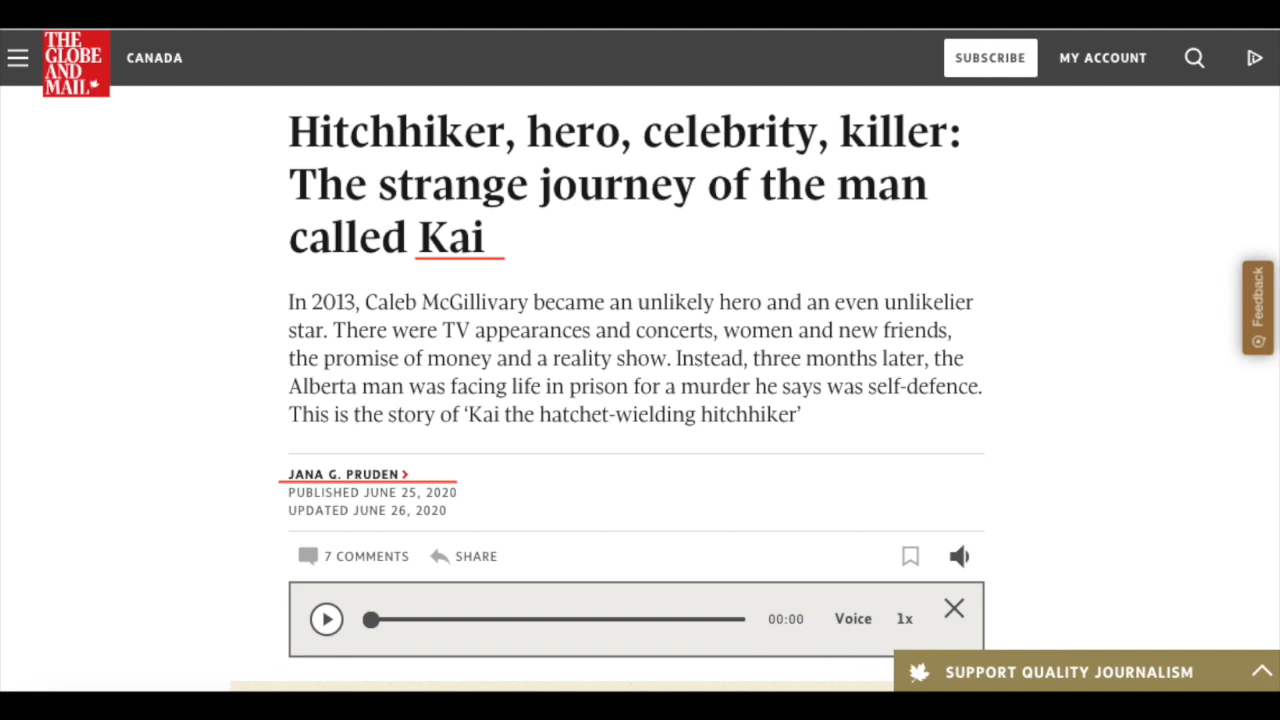 THE
GLOBE
AND
MAIL
CANADA
SUBSCRIBE
MY ACCOUNT
Hitchhiker, hero, celebrity, killer:
The strange journey of the man
called Kai
In 2013, Caleb McGillivary became an unlikely hero and an even unlikelier
star. There were TV appearances and concerts, women and new friends,
the promise of money and a reality show. Instead, three months later, the
Alberta man was facing life in prison for a murder he says was self-defence.
This is the story of ‘Kai the hatchet-wielding hitchhiker’
Feedback
JANA G. PRUDEN >
PUBLISHED JUNE 25, 2020
UPDATED JUNE 26, 2020
7 COMMENTS SHARE
00:00 Voice 1x
SUPPORT QUALITY JOURNALISM